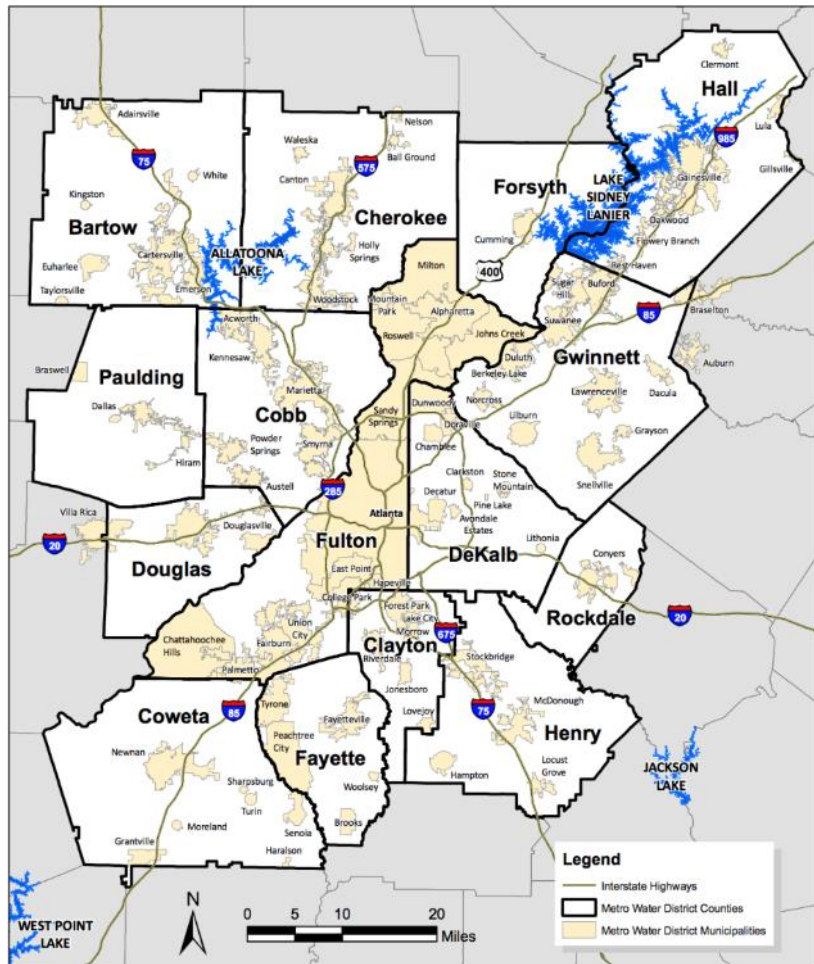 Clermont
Hall
Adairsville
Nelson
Lula
985
Waleska
Ball Ground
75
White
575
Canton
Gillsville
Gainesville
Forsyth
LAKE
SIDNEY
LANIER
Kingston
Cherokee
Oakwood
Bartow
Flowery Branch
Cumming
ALLATOONA
LAKE
Holly
Springs
Cartersville
Rest Haven
Euharlee
Milton
400
Emerson
Sugar
Hill
Buford
Taylorsville
Woodstock
Mountain
Park
Alpharetta
85
Braselton
Acworth
Suwanee
Roswell
Johns Creek
Kennesaw
Gwinnett
Auburn
Duluth
Braswell
Paulding
Berkeley Lake
Marietta
Dacula
Dunwoody
Norcross
Lawrenceville
Cobb
Sandy
Springs
Dallas
Doraville
Lilburn
Powder
Springs
Smyrna
Chamblee
Grayson
Hiram
Clarkston
Stone
Mountain
Snellville
Austell
285
Decatur
Villa Rica
Pine Lake
Atlanta
Avondale
Estates
Douglasville
Lithonia
20
Fulton
DeKalb
Conyers
Douglas
East Point
Hapeville
College Park
Forest Park
Rockdale
20
Union
City
Lake City
675
Chattahoochee
Hills
Fairburn
Morrow
Clayton
Riverdale
Stockbridge
Palmetto
Jonesboro
McDonough
Coweta
85
Tyrone
Lovejoy
75
Fayetteville
Henry
Peachtree
City
Newnan
Fayette
JACKSON
LAKE
Locust
Grove
Hampton
Sharpsburg
Woolsey
Turin
Moreland
Senoia
Brooks
Grantville
Haralson
Legend
Interstate Highways
Metro Water District Counties
Metro Water District Municipalities
N
0 5 10 20
Miles
WEST POINT
LAKE